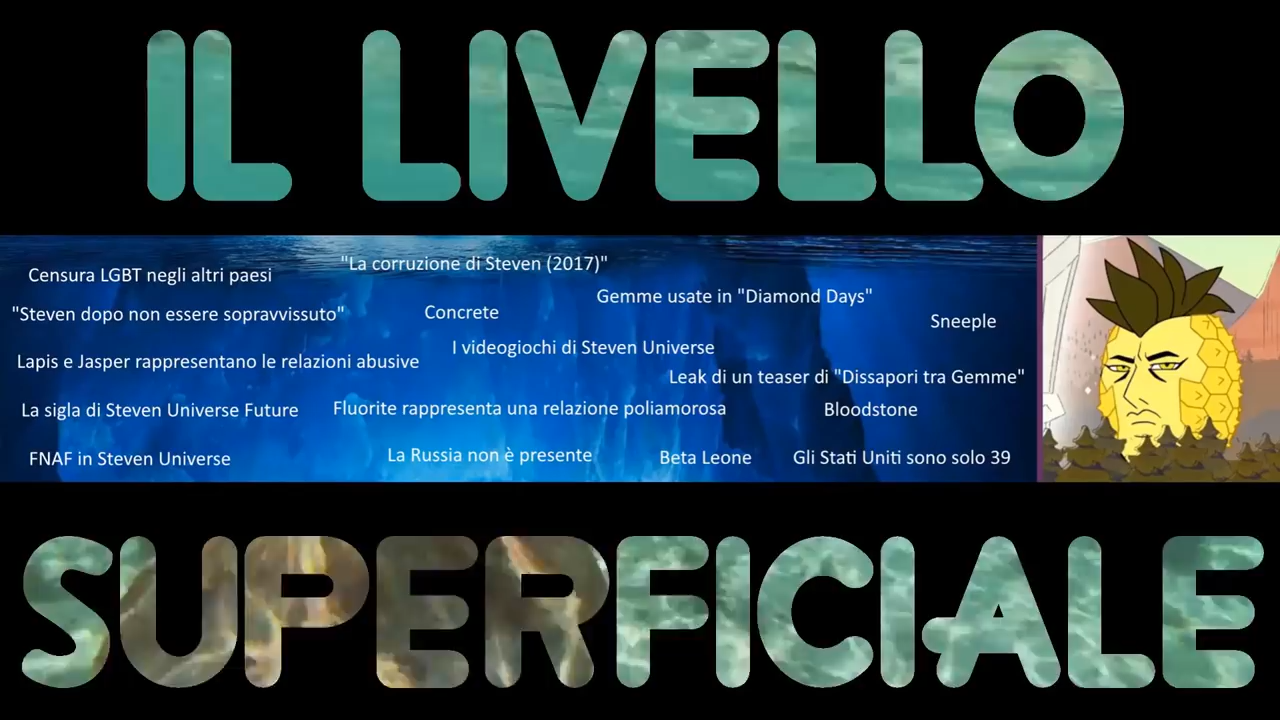 IL LIVELLO
"La corruzione di Steven (2017)"
Censura LGBT negli altri paesi
Gemme usate in "Diamond Days"
"Steven dopo non essere sopravvissuto"
Concrete
Sneeple
I videogiochi di Steven Universe
Lapis e Jasper rappresentano le relazioni abusive
Leak di un teaser di "Dissapori tra Gemme"
La sigla di Steven Universe Future
Fluorite rappresenta una relazione poliamorosa
Bloodstone
FNAF in Steven Universe
La Russia non è presente
Beta Leone
Gli Stati Uniti sono solo 39
SUPERFICIALE